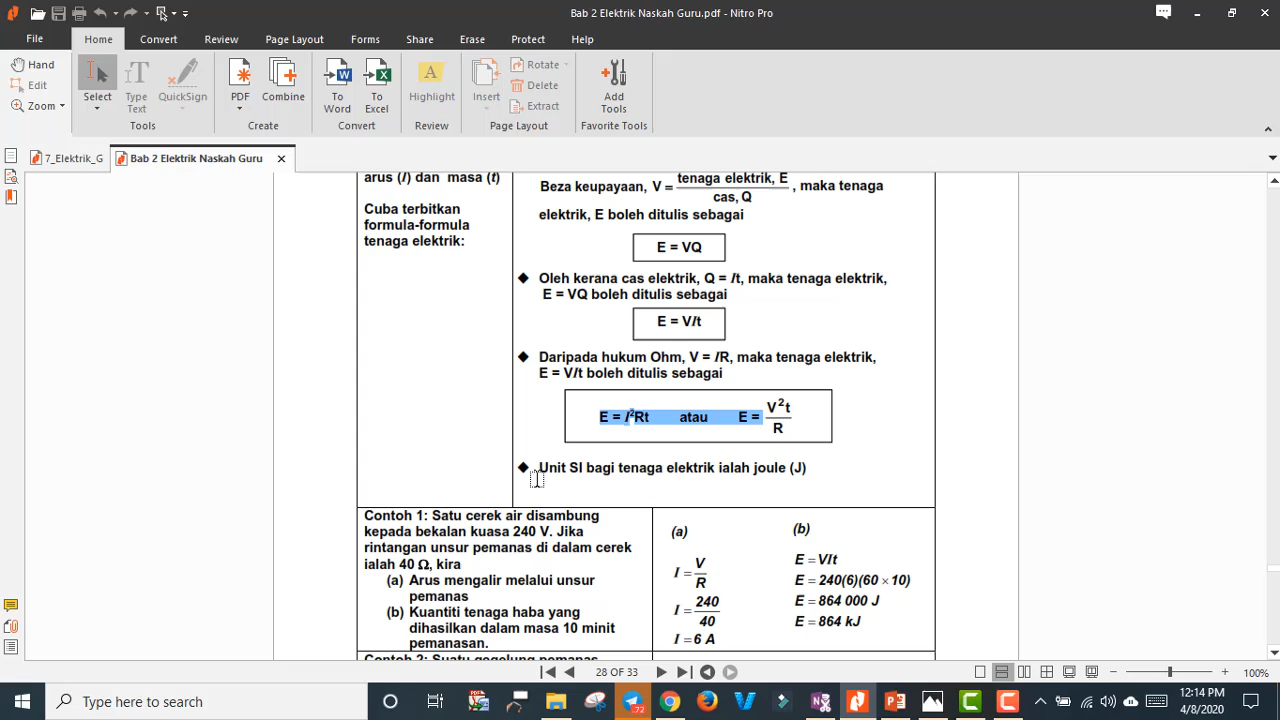 Bab 2 Elektrik Naskah Guru.pdf - Nitro Pro
File Home Convert Review Page Layout Forms Share Erase Protect Help
Hand
Edit
Zoom
Select
Type Text
QuickSign
PDF
Combine
To Word
To Excel
Highlight
Insert
Rotate
Delete
Extract
Add Tools
Tools Create Convert Review Page Layout Favorite Tools
7_Elektrik_G
Bab 2 Elektrik Naskah Guru
arus (I) dan masa (t)
Cuba terbitkan
formula-formula
tenaga elektrik:
Beza keupayaan, V = tenaga elektrik, E / cas, Q , maka tenaga
elektrik, E boleh ditulis sebagai
E = VQ
◆ Oleh kerana cas elektrik, Q = It, maka tenaga elektrik,
E = VQ boleh ditulis sebagai
E = VIt
◆ Daripada hukum Ohm, V = IR, maka tenaga elektrik,
E = VIt boleh ditulis sebagai
E = I²Rt atau E = V²t / R
◆ Unit SI bagi tenaga elektrik ialah joule (J)
Contoh 1: Satu cerek air disambung
kepada bekalan kuasa 240 V. Jika
rintangan unsur pemanas di dalam cerek
ialah 40 Ω, kira
(a) Arus mengalir melalui unsur
pemanas
(b) Kuantiti tenaga haba yang
dihasilkan dalam masa 10 minit
pemanasan.
(a)
I = V / R
I = 240 / 40
I = 6 A
(b)
E = VIt
E = 240(6)(60 × 10)
E = 864 000 J
E = 864 kJ
Contoh 2: Suatu gegelung pemanas
28 OF 33
100%
Type here to search
72
12:14 PM
4/8/2020